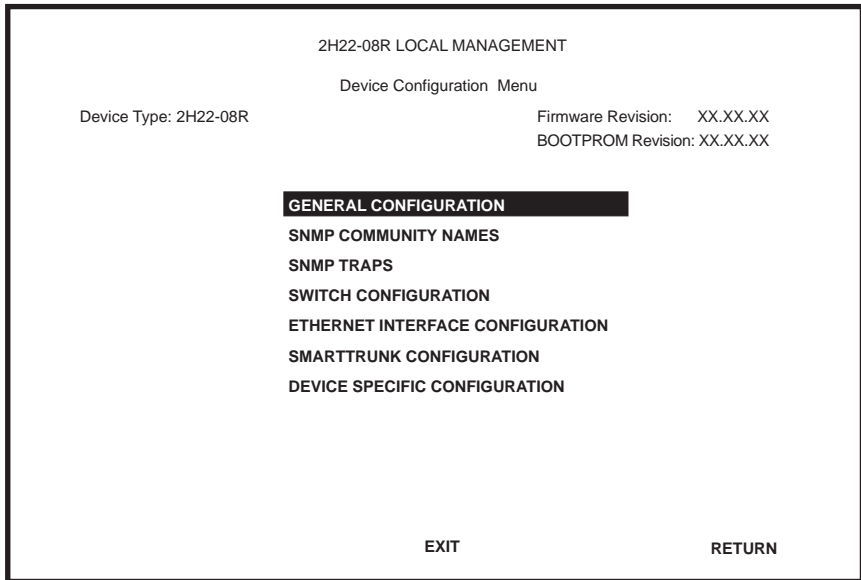 2H22-08R LOCAL MANAGEMENT
Device Configuration Menu
Device Type: 2H22-08R Firmware Revision: XX.XX.XX
BOOTPROM Revision: XX.XX.XX
GENERAL CONFIGURATION
SNMP COMMUNITY NAMES
SNMP TRAPS
SWITCH CONFIGURATION
ETHERNET INTERFACE CONFIGURATION
SMARTTRUNK CONFIGURATION
DEVICE SPECIFIC CONFIGURATION
EXIT RETURN